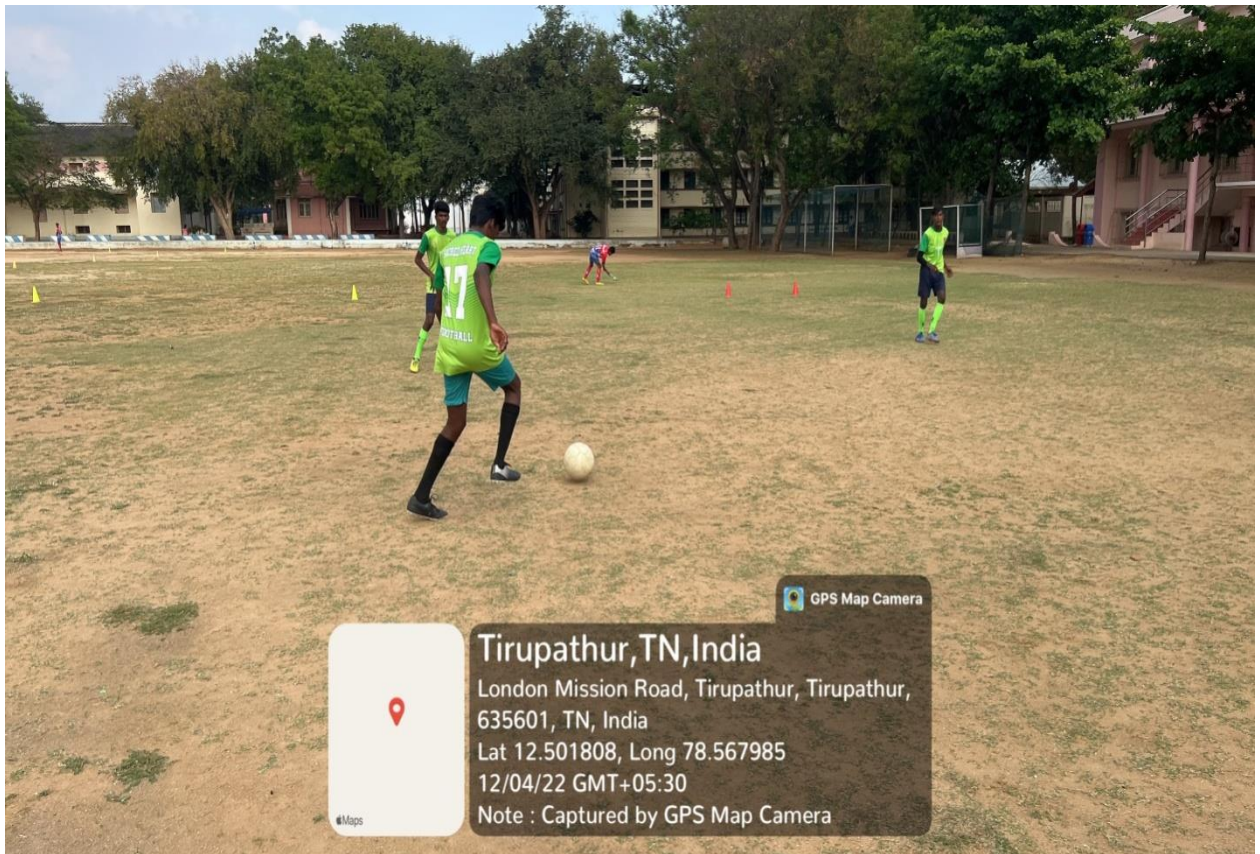 17
FOOTBALL
GPS Map Camera
Tirupathur,TN,India
London Mission Road, Tirupathur, Tirupathur,
635601, TN, India
Lat 12.501808, Long 78.567985
12/04/22 GMT+05:30
Note : Captured by GPS Map Camera
Maps